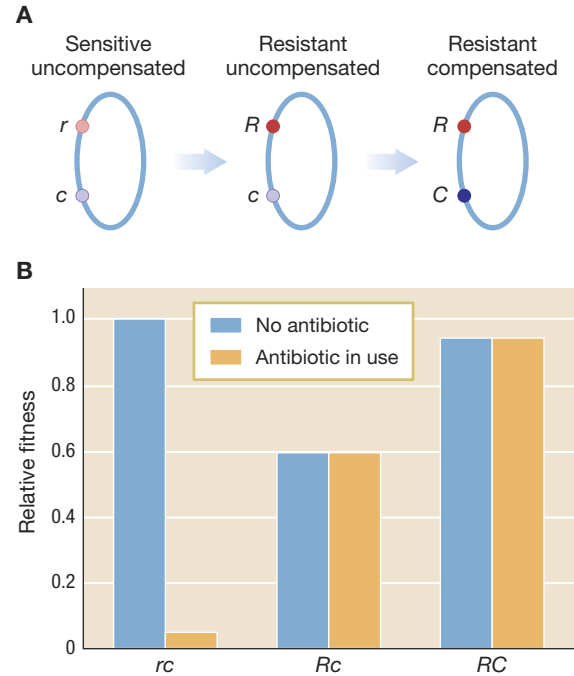 A
Sensitive
uncompensated
Resistant
uncompensated
Resistant
compensated
r
R
R
c
c
C
B
No antibiotic
Antibiotic in use
Relative fitness
1.0
0.8
0.6
0.4
0.2
0
rc
Rc
RC